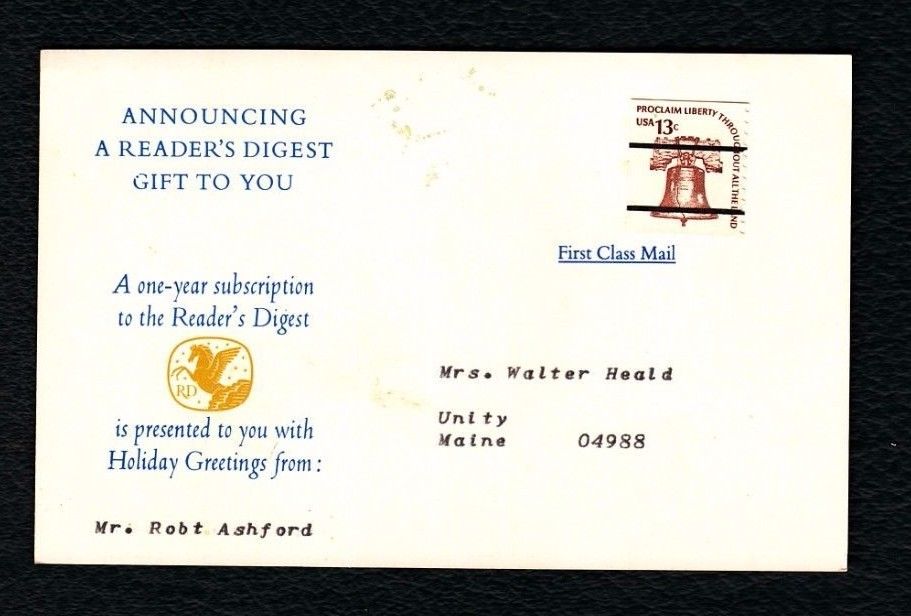 ANNOUNCING
A READER'S DIGEST
GIFT TO YOU
A one-year subscription
to the Reader's Digest
RD
is presented to you with
Holiday Greetings from:
Mr. Robt Ashford
PROCLAIM LIBERTY THROUGHOUT ALL THE LAND
USA 13c
First Class Mail
Mrs. Walter Heald
Unity
Maine 04988